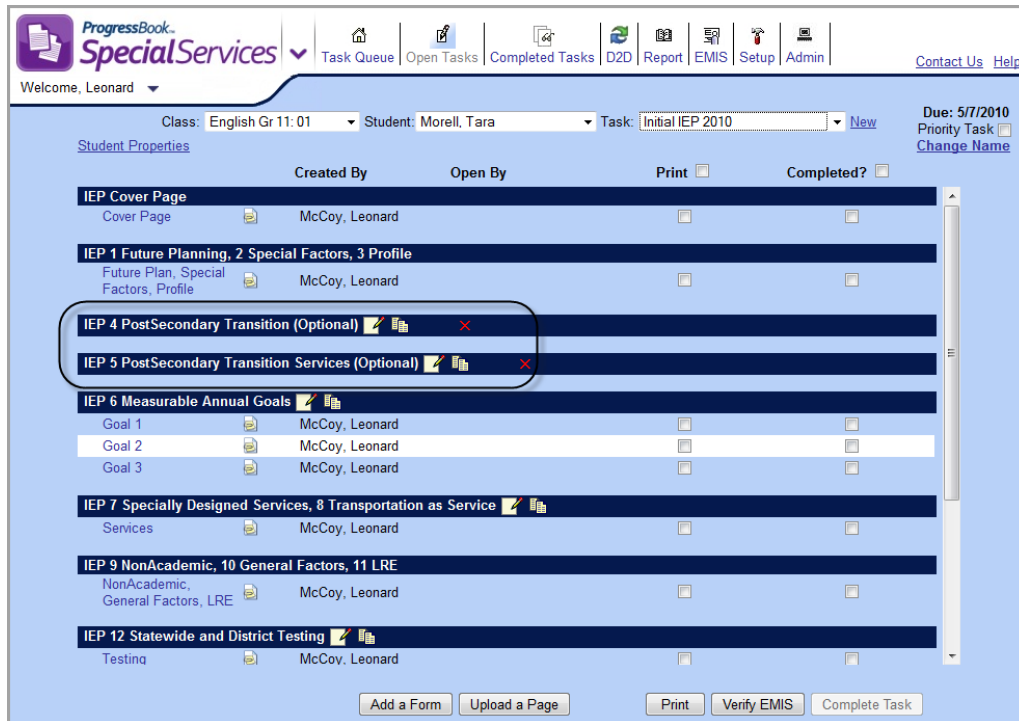 ProgressBook™
SpecialServices
Task Queue Open Tasks Completed Tasks D2D Report EMIS Setup Admin
Contact Us Help
Welcome, Leonard
Class: English Gr 11: 01 Student: Morell, Tara Task: Initial IEP 2010 New
Due: 5/7/2010
Priority Task
Change Name
Student Properties
Created By Open By Print Completed?
IEP Cover Page
Cover Page McCoy, Leonard
IEP 1 Future Planning, 2 Special Factors, 3 Profile
Future Plan, Special
Factors, Profile McCoy, Leonard
IEP 4 PostSecondary Transition (Optional)
IEP 5 PostSecondary Transition Services (Optional)
IEP 6 Measurable Annual Goals
Goal 1 McCoy, Leonard
Goal 2 McCoy, Leonard
Goal 3 McCoy, Leonard
IEP 7 Specially Designed Services, 8 Transportation as Service
Services McCoy, Leonard
IEP 9 NonAcademic, 10 General Factors, 11 LRE
NonAcademic,
General Factors, LRE McCoy, Leonard
IEP 12 Statewide and District Testing
Testing McCoy, Leonard
Add a Form Upload a Page Print Verify EMIS Complete Task